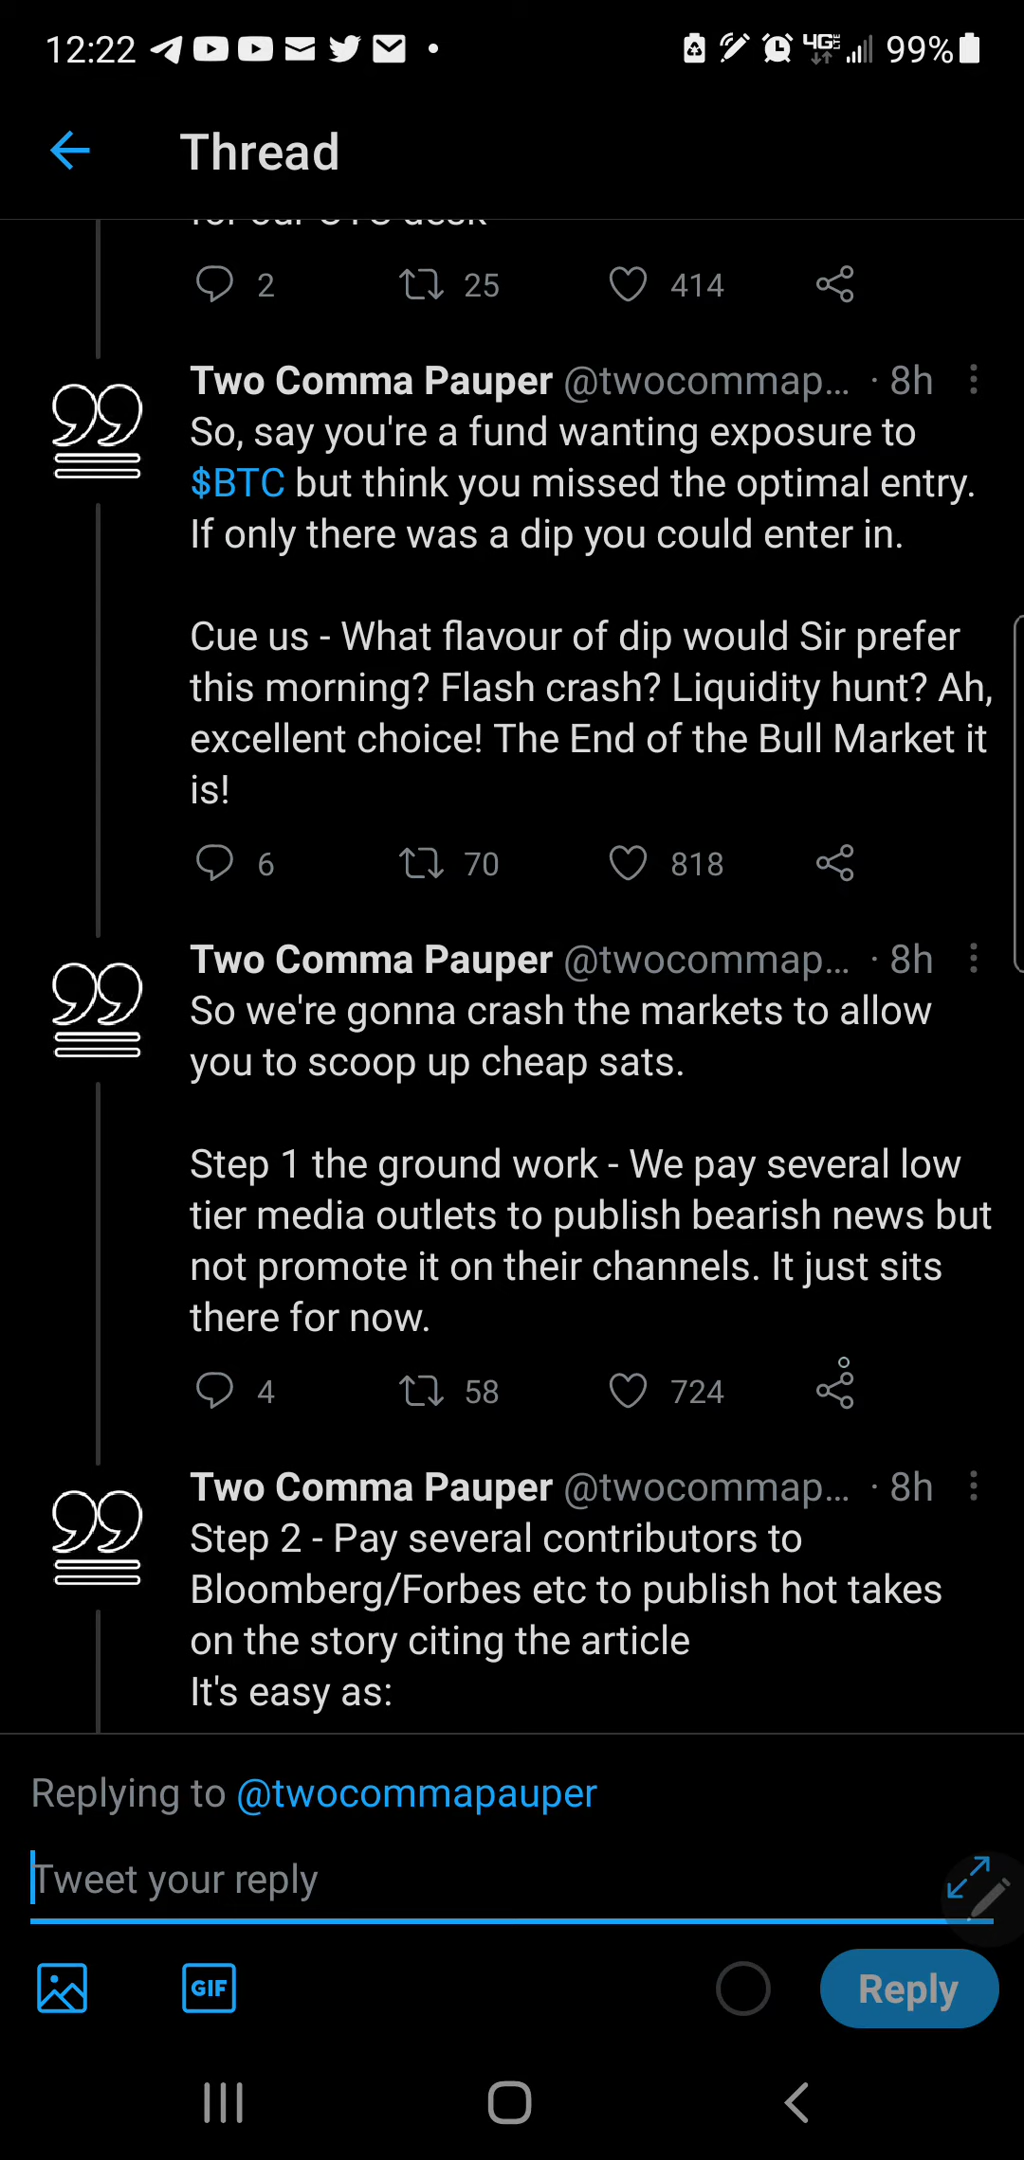 12:22 99%
Thread
for our OTC desk
2 25 414
Two Comma Pauper @twocommap... · 8h
So, say you're a fund wanting exposure to
$BTC but think you missed the optimal entry.
If only there was a dip you could enter in.
Cue us - What flavour of dip would Sir prefer
this morning? Flash crash? Liquidity hunt? Ah,
excellent choice! The End of the Bull Market it
is!
6 70 818
Two Comma Pauper @twocommap... · 8h
So we're gonna crash the markets to allow
you to scoop up cheap sats.
Step 1 the ground work - We pay several low
tier media outlets to publish bearish news but
not promote it on their channels. It just sits
there for now.
4 58 724
Two Comma Pauper @twocommap... · 8h
Step 2 - Pay several contributors to
Bloomberg/Forbes etc to publish hot takes
on the story citing the article
It's easy as:
Replying to @twocommapauper
Tweet your reply
GIF Reply